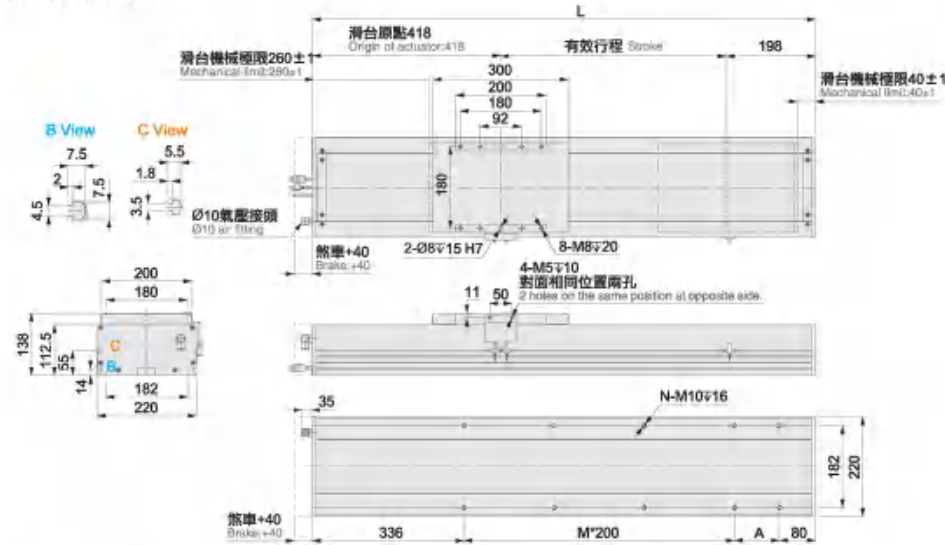 L
滑台原點418
Origin of actuator:418
有效行程 Stroke
198
滑台機械極限260±1
Mechanical limit:260±1
滑台機械極限40±1
Mechanical limit:40±1
300
200
180
92
B View
C View
7.5
5.5
2
1.8
7.5
4.5
3.5
180
Ø10氣壓接頭
Ø10 air fitting
煞車+40
Brake:+40
2-Ø8↧15 H7
8-M8↧20
4-M5↧10
對面相同位置兩孔
2 holes on the same position at opposite side.
11
50
200
180
138
112.5
55
14
C
B
182
220
35
N-M10↧16
182
220
煞車+40
Brake:+40
336
M*200
A
80